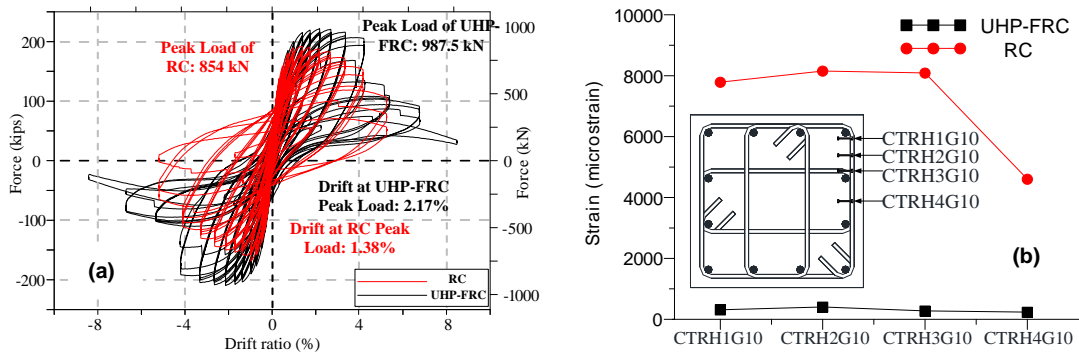 Peak Load of UHP-
FRC: 987.5 kN
Peak Load of
RC: 854 kN
Drift at UHP-FRC
Peak Load: 2.17%
Drift at RC Peak
Load: 1.38%
(a)
RC
UHP-FRC
200
100
0
-100
-200
Force (kips)
1000
500
0
-500
-1000
Force (kN)
-8
-4
0
4
8
Drift ratio (%)
UHP-FRC
RC
10000
8000
6000
4000
2000
0
Strain (microstrain)
CTRH1G10
CTRH2G10
CTRH3G10
CTRH4G10
(b)
CTRH1G10
CTRH2G10
CTRH3G10
CTRH4G10